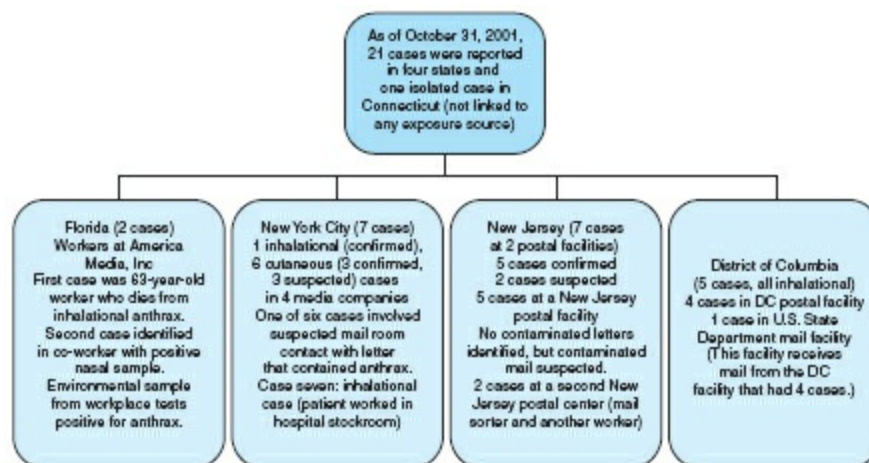 As of October 31, 2001,
21 cases were reported
in four states and
one isolated case in
Connecticut (not linked to
any exposure source)
Florida (2 cases)
Workers at America
Media, Inc
First case was 63-year-old
worker who dies from
inhalational anthrax.
Second case identified
in co-worker with positive
nasal sample.
Environmental sample
from workplace tests
positive for anthrax.
New York City (7 cases)
1 inhalational (confirmed),
6 cutaneous (3 confirmed,
3 suspected) cases
in 4 media companies
One of six cases involved
suspected mail room
contact with letter
that contained anthrax.
Case seven: inhalational
case (patient worked in
hospital stockroom)
New Jersey (7 cases
at 2 postal facilities)
5 cases confirmed
2 cases suspected
5 cases at a New Jersey
postal facility
No contaminated letters
identified, but contaminated
mail suspected.
2 cases at a second New
Jersey postal center (mail
sorter and another worker)
District of Columbia
(5 cases, all inhalational)
4 cases in DC postal facility
1 case in U.S. State
Department mail facility
(This facility receives
mail from the DC
facility that had 4 cases.)